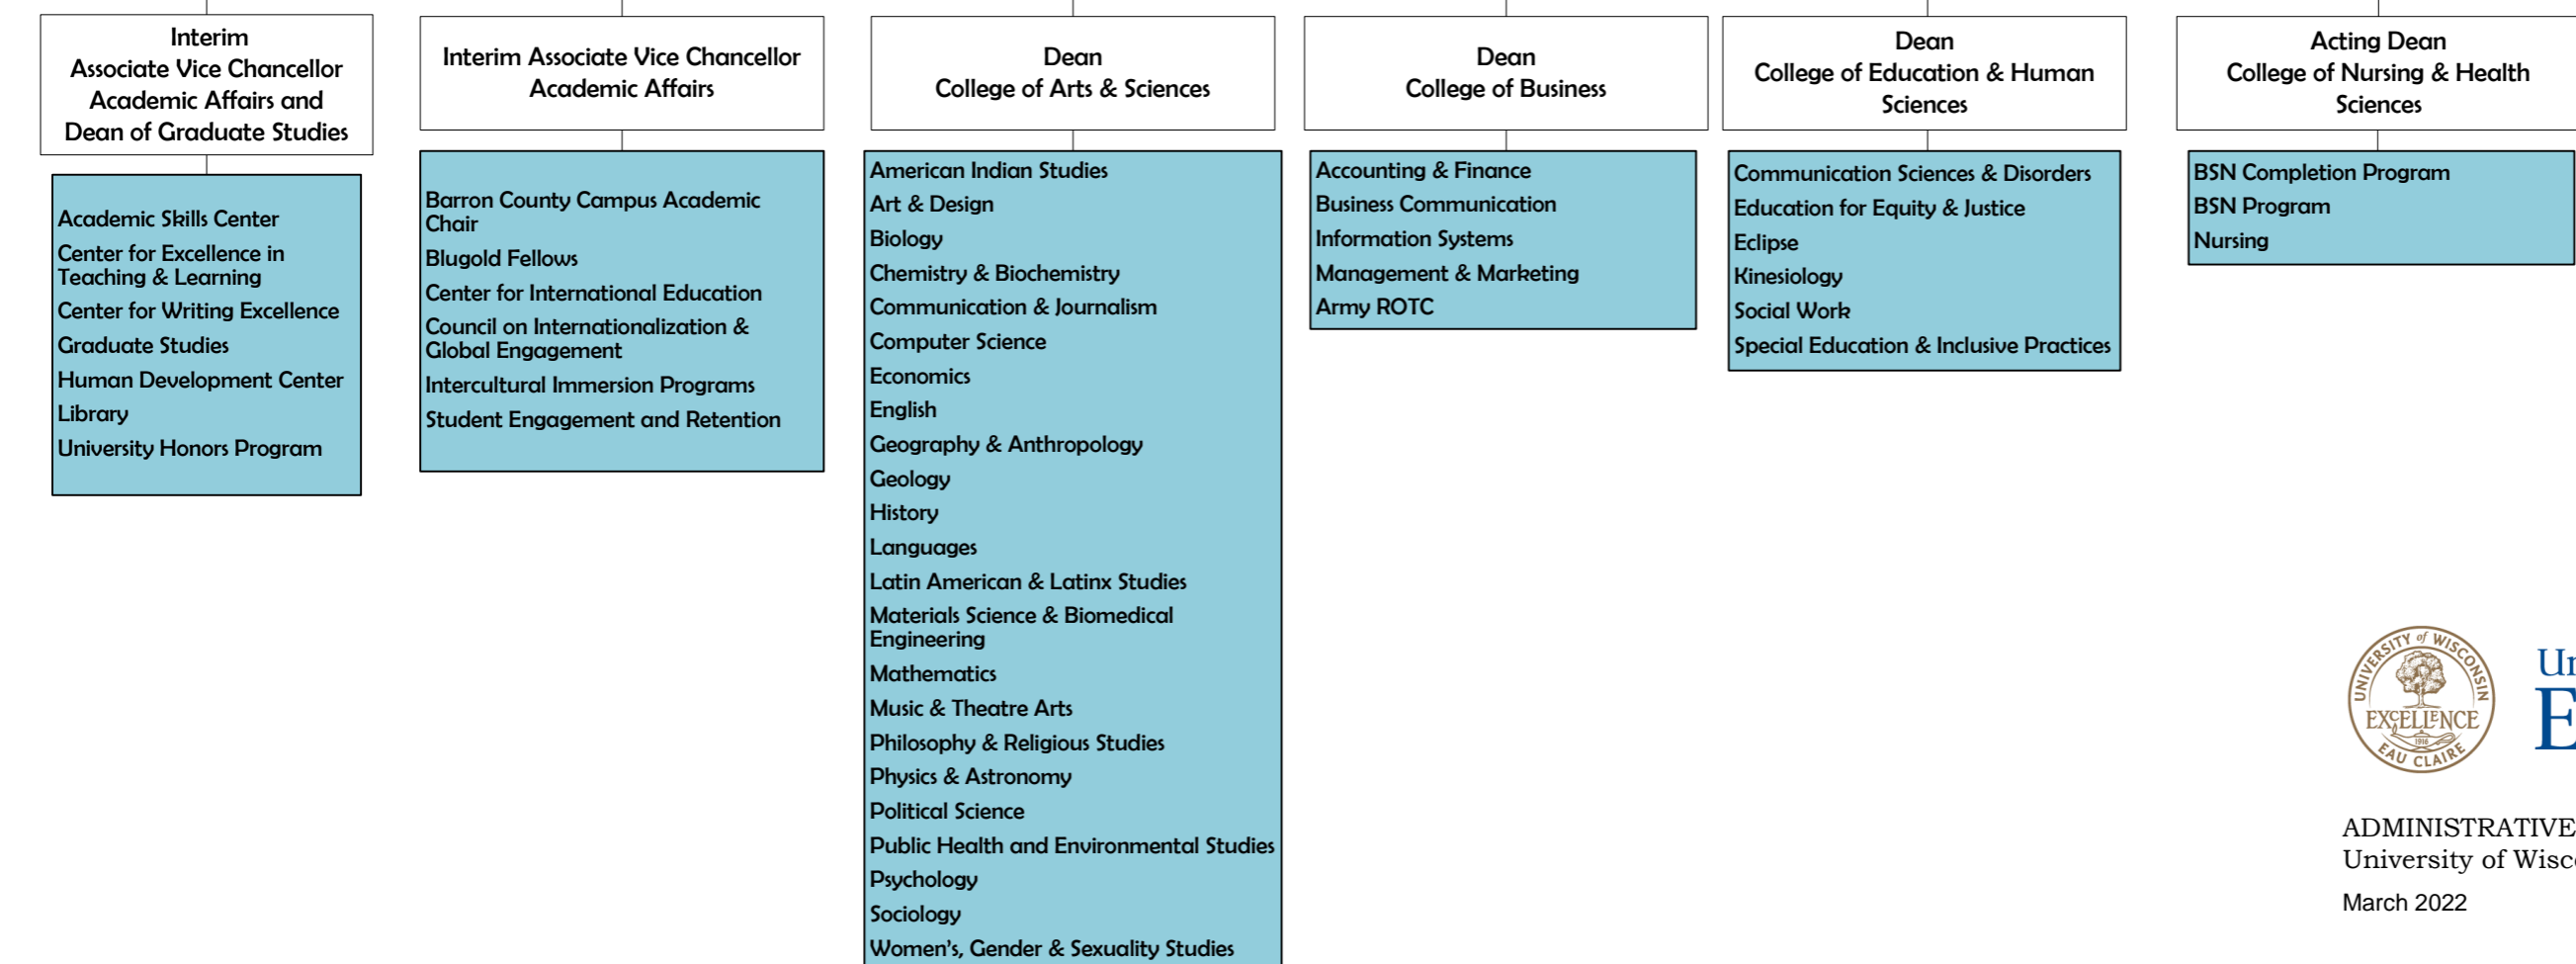 Interim
Associate Vice Chancellor
Academic Affairs and
Dean of Graduate Studies
Academic Skills Center
Center for Excellence in
Teaching & Learning
Center for Writing Excellence
Graduate Studies
Human Development Center
Library
University Honors Program
Interim Associate Vice Chancellor
Academic Affairs
Barron County Campus Academic
Chair
Blugold Fellows
Center for International Education
Council on Internationalization &
Global Engagement
Intercultural Immersion Programs
Student Engagement and Retention
Dean
College of Arts & Sciences
American Indian Studies
Art & Design
Biology
Chemistry & Biochemistry
Communication & Journalism
Computer Science
Economics
English
Geography & Anthropology
Geology
History
Languages
Latin American & Latinx Studies
Materials Science & Biomedical
Engineering
Mathematics
Music & Theatre Arts
Philosophy & Religious Studies
Physics & Astronomy
Political Science
Public Health and Environmental Studies
Psychology
Sociology
Women's, Gender & Sexuality Studies
Dean
College of Business
Accounting & Finance
Business Communication
Information Systems
Management & Marketing
Army ROTC
Dean
College of Education & Human
Sciences
Communication Sciences & Disorders
Education for Equity & Justice
Eclipse
Kinesiology
Social Work
Special Education & Inclusive Practices
Acting Dean
College of Nursing & Health
Sciences
BSN Completion Program
BSN Program
Nursing
UNIVERSITY of WISCONSIN
EXCELLENCE
1916
EAU CLAIRE
ADMINISTRATIVE
University of
March 2022